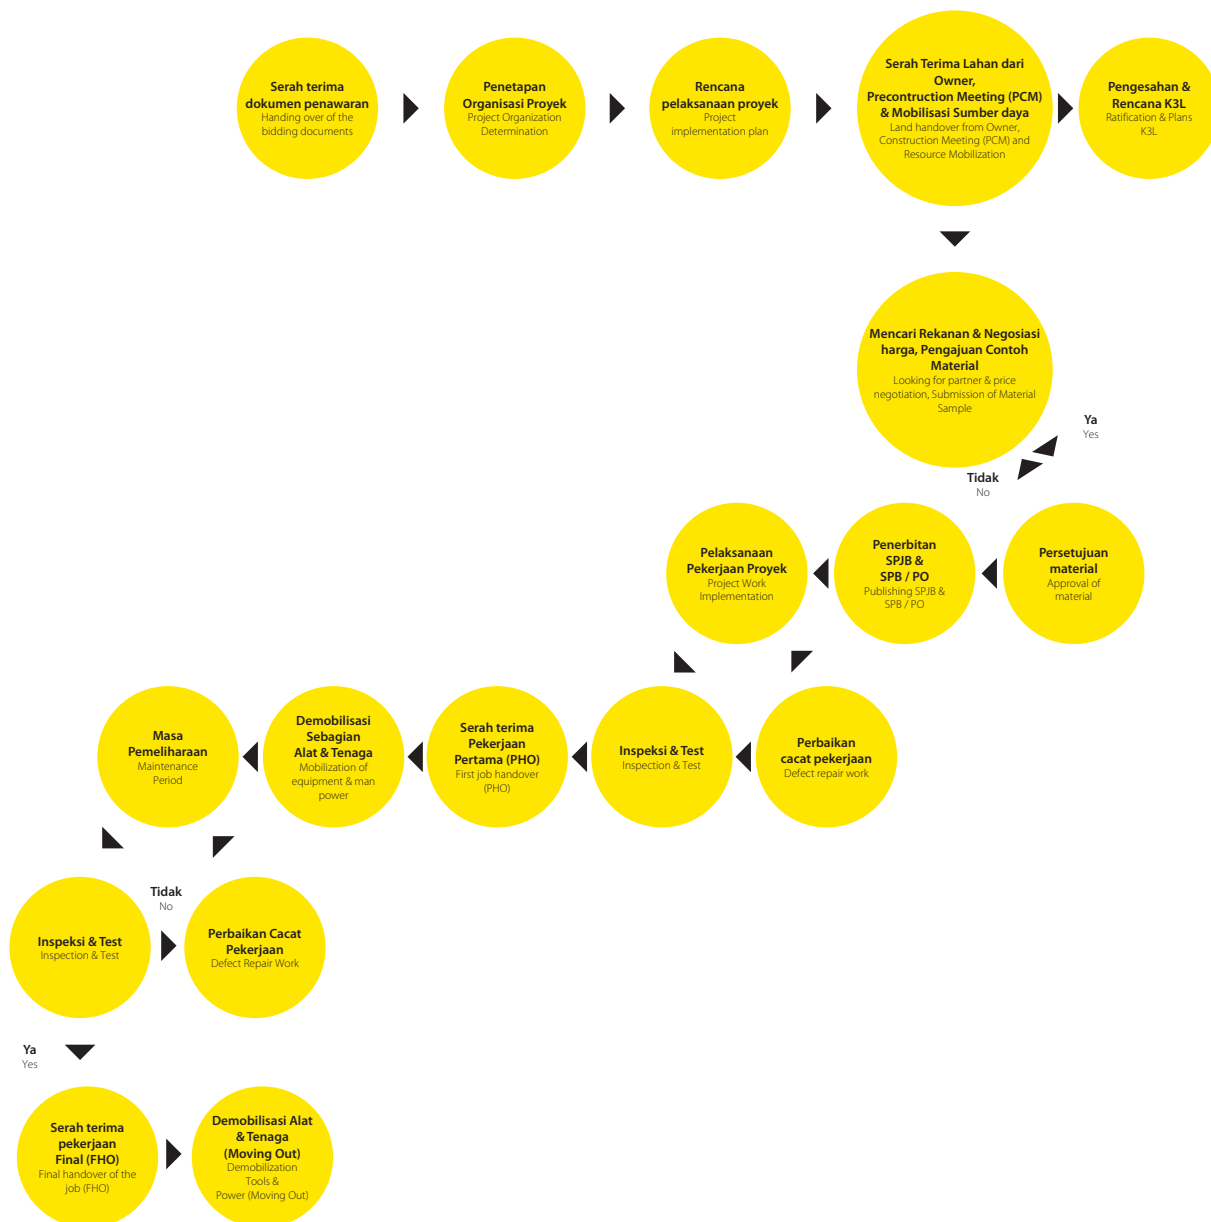 Serah terima
dokumen penawaran
Handing over of the
bidding documents
Penetapan
Organisasi Proyek
Project Organization
Determination
Rencana
pelaksanaan proyek
Project
implementation plan
Serah Terima Lahan dari
Owner,
Precontruction Meeting (PCM)
& Mobilisasi Sumber daya
Land handover from Owner,
Construction Meeting (PCM) and
Resource Mobilization
Pengesahan &
Rencana K3L
Ratification & Plans
K3L
Mencari Rekanan & Negosiasi
harga, Pengajuan Contoh
Material
Looking for partner & price
negotiation, Submission of Material
Sample
Ya
Yes
Tidak
No
Pelaksanaan
Pekerjaan Proyek
Project Work
Implementation
Penerbitan
SPJB &
SPB / PO
Publishing SPJB &
SPB / PO
Persetujuan
material
Approval of
material
Masa
Pemeliharaan
Maintenance
Period
Demobilisasi
Sebagian
Alat & Tenaga
Mobilization of
equipment & man
power
Serah terima
Pekerjaan
Pertama (PHO)
First job handover
(PHO)
Inspeksi & Test
Inspection & Test
Perbaikan
cacat pekerjaan
Defect repair work
Inspeksi & Test
Inspection & Test
Tidak
No
Perbaikan Cacat
Pekerjaan
Defect Repair Work
Ya
Yes
Serah terima
pekerjaan
Final (FHO)
Final handover of the
job (FHO)
Demobilisasi Alat
& Tenaga
(Moving Out)
Demobilization
Tools &
Power (Moving Out)